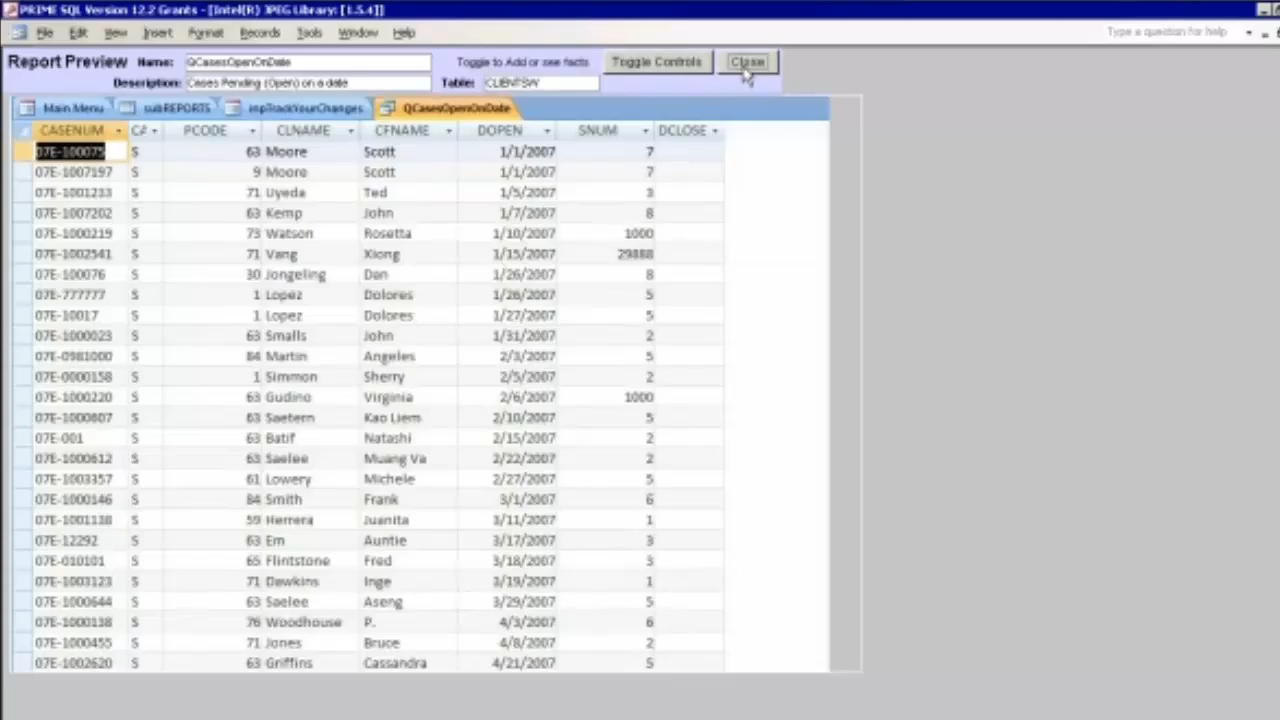 PRIME SQL Version 12.2 Grants - [Intel(R) JPEG Library: [1.5.4]]
File Edit View Insert Format Records Tools Window Help Type a question for help
Report Preview Name: QCasesOpenOnDate Toggle to Add or see facts Toggle Controls Close
Description: Cases Pending (Open) on a date Table: CLIENTSW
Main Menu subREPORTS inpTrackYourChanges QCasesOpenOnDate
CASENUM CA PCODE CLNAME CFNAME DOPEN SNUM DCLOSE
07E-100075 S 63 Moore Scott 1/1/2007 7
07E-1007197 S 9 Moore Scott 1/1/2007 7
07E-1001233 S 71 Uyeda Ted 1/5/2007 3
07E-1007202 S 63 Kemp John 1/7/2007 8
07E-1000219 S 73 Watson Rosetta 1/10/2007 1000
07E-1002541 S 71 Vang Xiong 1/15/2007 29888
07E-100076 S 30 Jongeling Dan 1/26/2007 8
07E-777777 S 1 Lopez Dolores 1/26/2007 5
07E-10017 S 1 Lopez Dolores 1/27/2007 5
07E-1000023 S 63 Smalls John 1/31/2007 2
07E-0981000 S 84 Martin Angeles 2/3/2007 5
07E-0000158 S 1 Simmon Sherry 2/5/2007 2
07E-1000220 S 63 Gudino Virginia 2/6/2007 1000
07E-1000607 S 63 Saetern Kao Liem 2/10/2007 5
07E-001 S 63 Batif Natashi 2/15/2007 2
07E-1000612 S 63 Saelee Muang Va 2/22/2007 2
07E-1003357 S 61 Lowery Michele 2/27/2007 5
07E-1000146 S 84 Smith Frank 3/1/2007 6
07E-1001138 S 59 Herrera Juanita 3/11/2007 1
07E-12292 S 63 Em Auntie 3/17/2007 3
07E-010101 S 65 Flintstone Fred 3/18/2007 3
07E-1003123 S 71 Dawkins Inge 3/19/2007 1
07E-1000644 S 63 Saelee Aseng 3/29/2007 5
07E-1000138 S 76 Woodhouse P. 4/3/2007 6
07E-1000455 S 71 Jones Bruce 4/8/2007 2
07E-1002620 S 63 Griffins Cassandra 4/21/2007 5